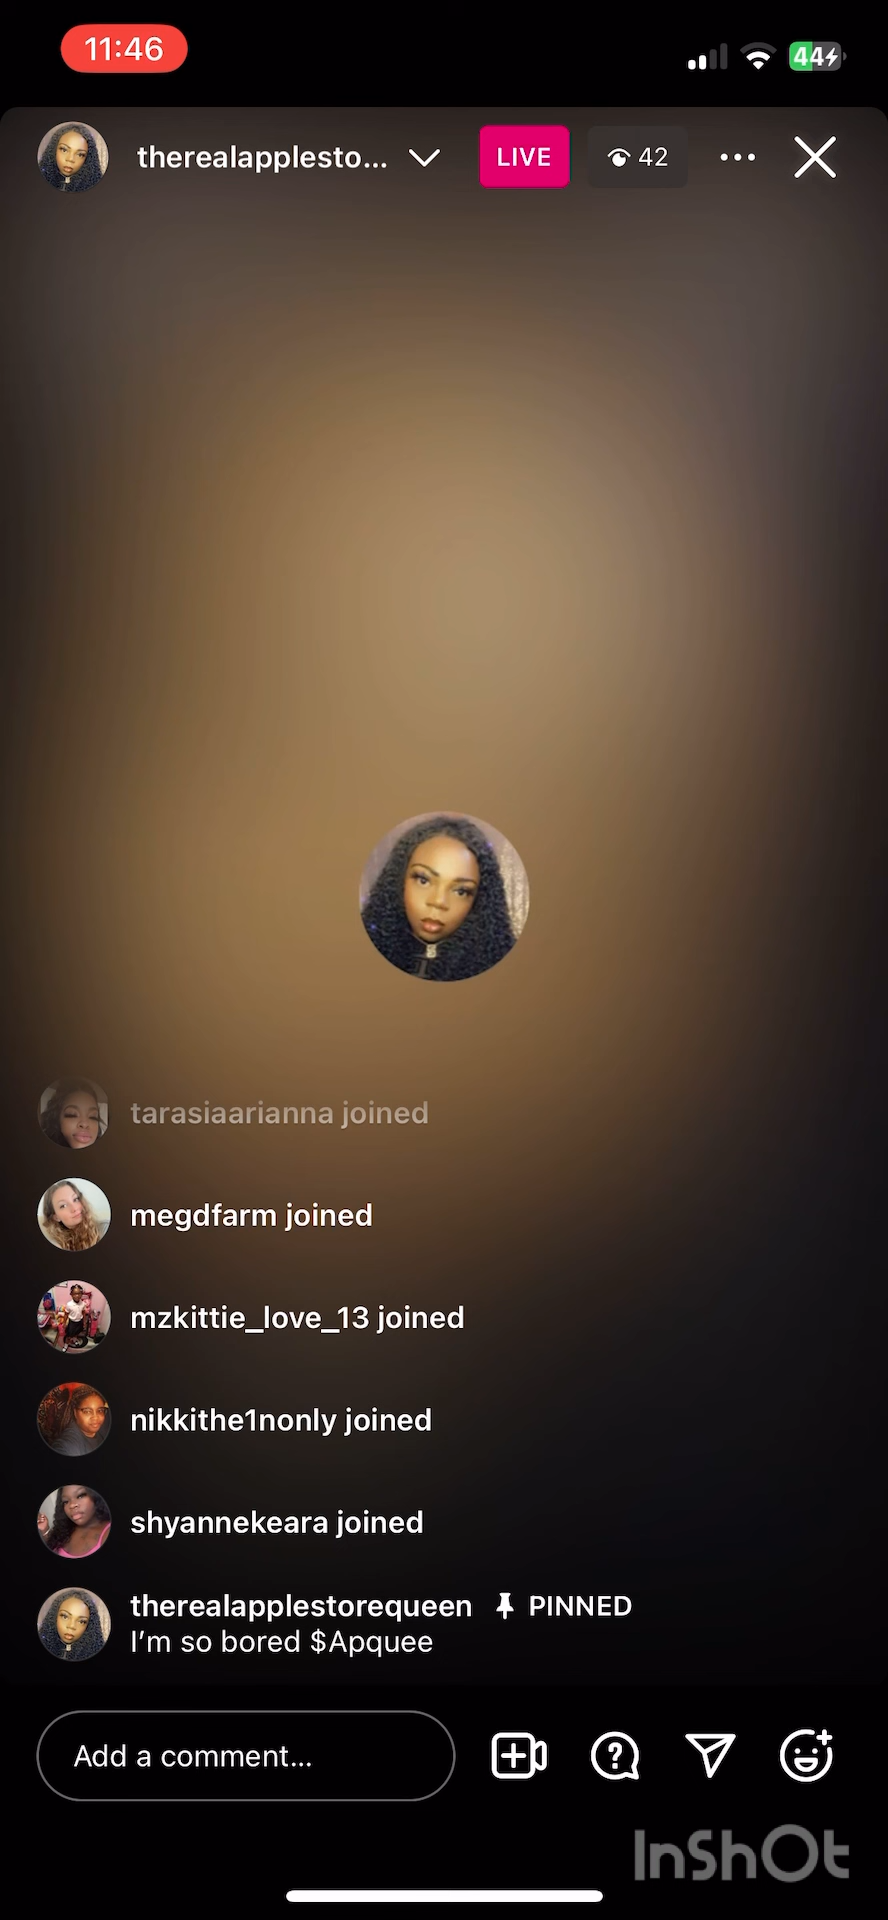 11:46
44
therealapplesto...
LIVE
42
tarasiaarianna joined
megdfarm joined
mzkittie_love_13 joined
nikkithe1nonly joined
shyannekeara joined
therealapplestorequeen PINNED
I'm so bored $Apquee
Add a comment...
InShOt